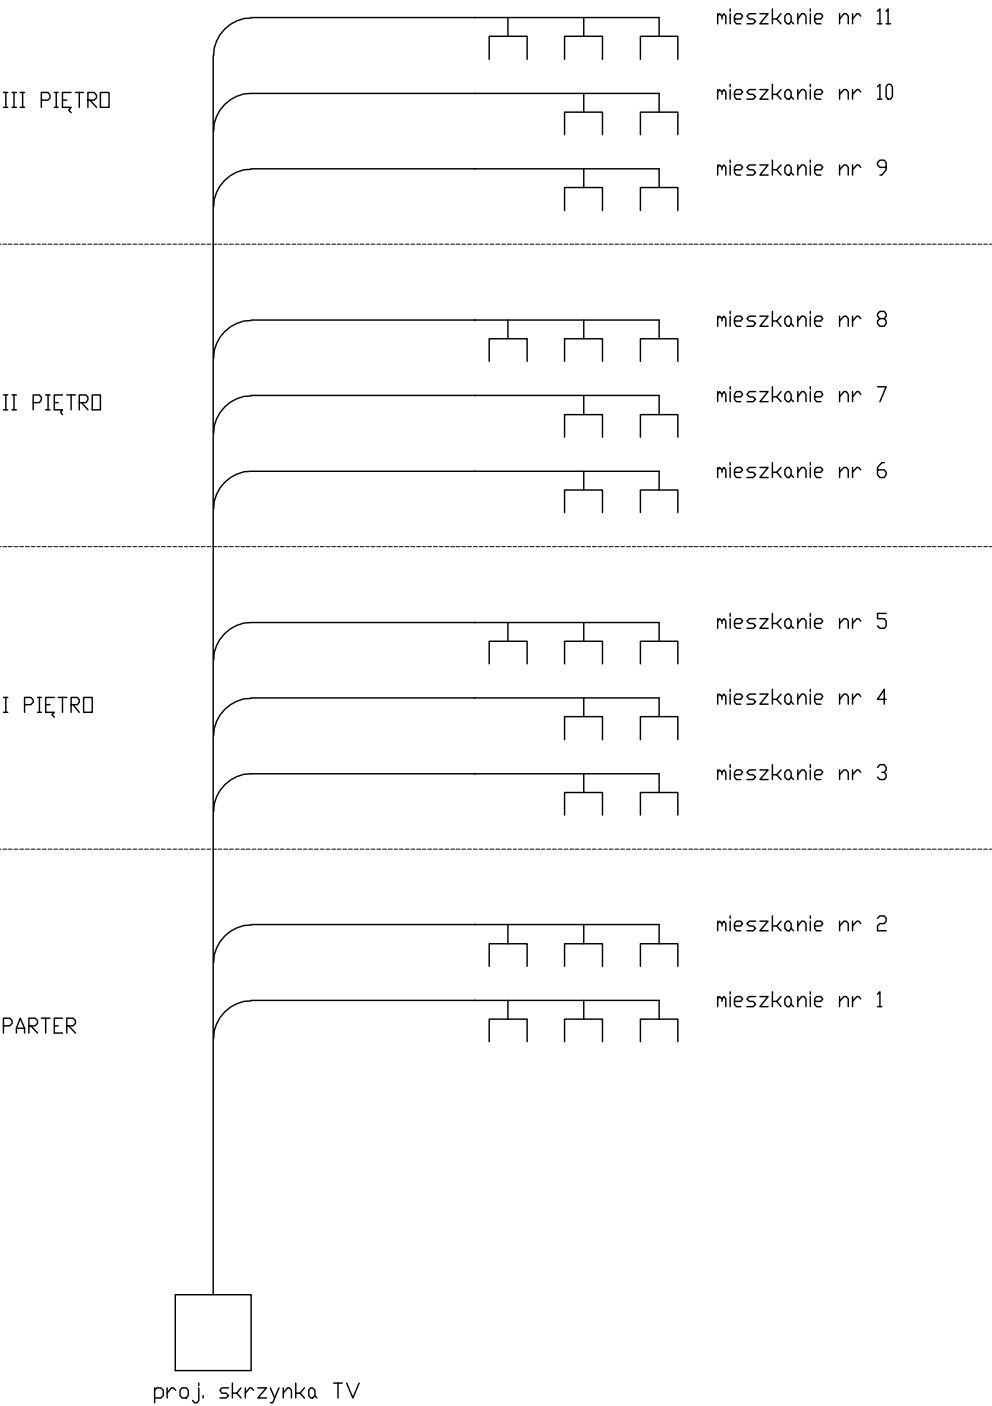 mieszkanie nr 11
III PIĘTRO
mieszkanie nr 10
mieszkanie nr 9
mieszkanie nr 8
II PIĘTRO
mieszkanie nr 7
mieszkanie nr 6
mieszkanie nr 5
I PIĘTRO
mieszkanie nr 4
mieszkanie nr 3
mieszkanie nr 2
mieszkanie nr 1
PARTER
proj. skrzynka TV